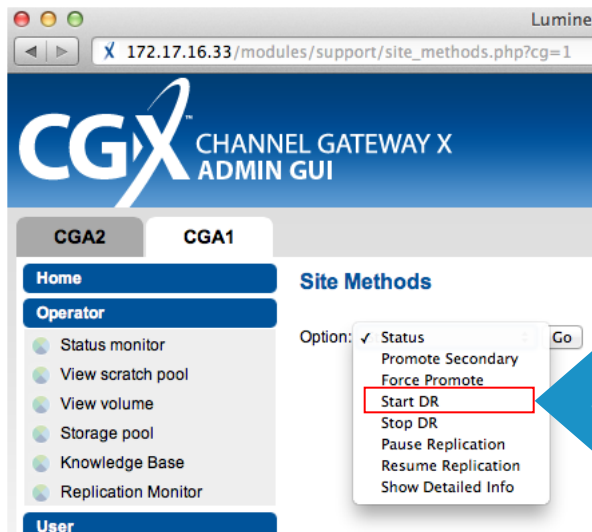 Lumine
172.17.16.33/modules/support/site_methods.php?cg=1
CGX™ CHANNEL GATEWAY X
ADMIN GUI
CGA2 CGA1
Home
Operator
Status monitor
View scratch pool
View volume
Storage pool
Knowledge Base
Replication Monitor
User
Site Methods
Option: ✓ Status Go
Promote Secondary
Force Promote
Start DR
Stop DR
Pause Replication
Resume Replication
Show Detailed Info